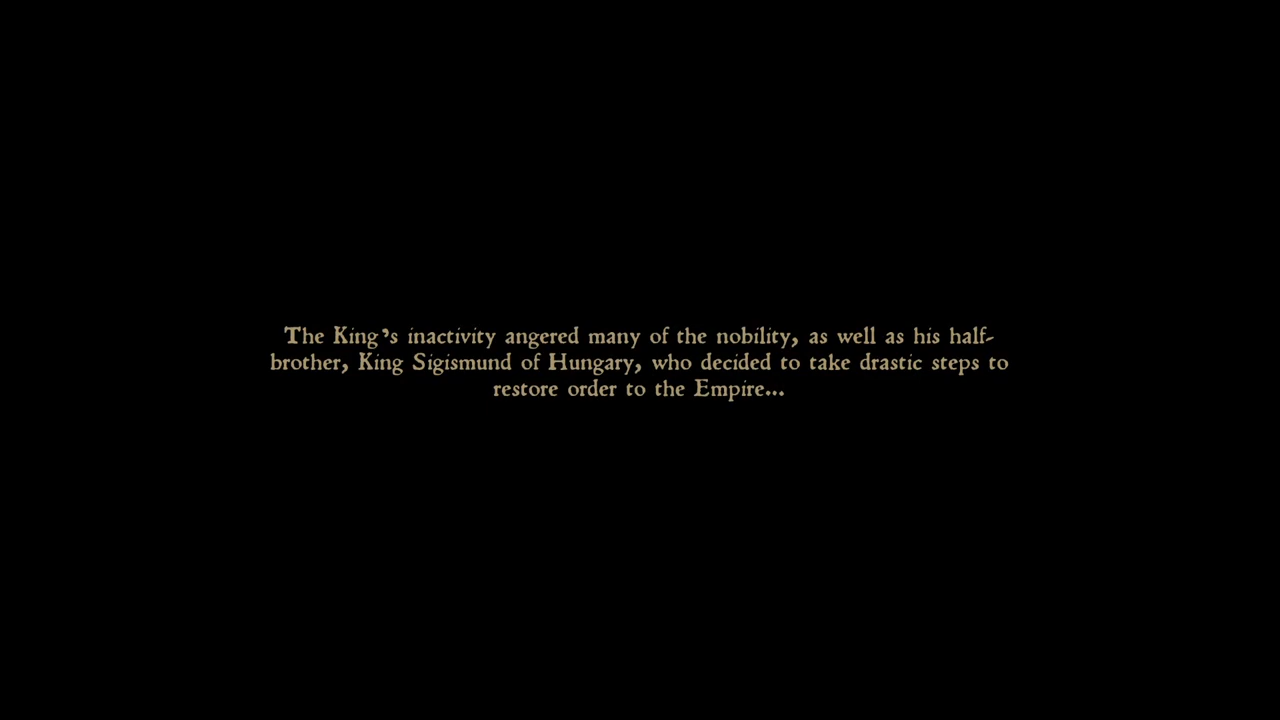 The King's inactivity angered many of the nobility, as well as his half-
brother, King Sigismund of Hungary, who decided to take drastic steps to
restore order to the Empire...